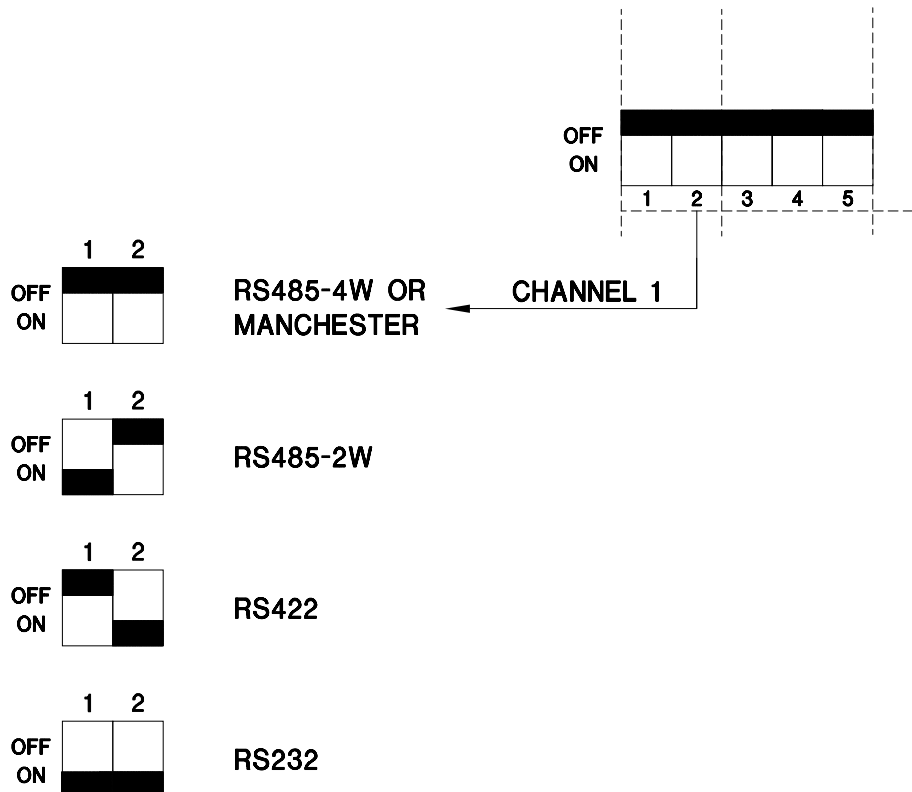 OFF
ON
1 2 3 4 5
1 2
OFF
ON
RS485-4W OR
MANCHESTER
CHANNEL 1
1 2
OFF
ON
RS485-2W
1 2
OFF
ON
RS422
1 2
OFF
ON
RS232